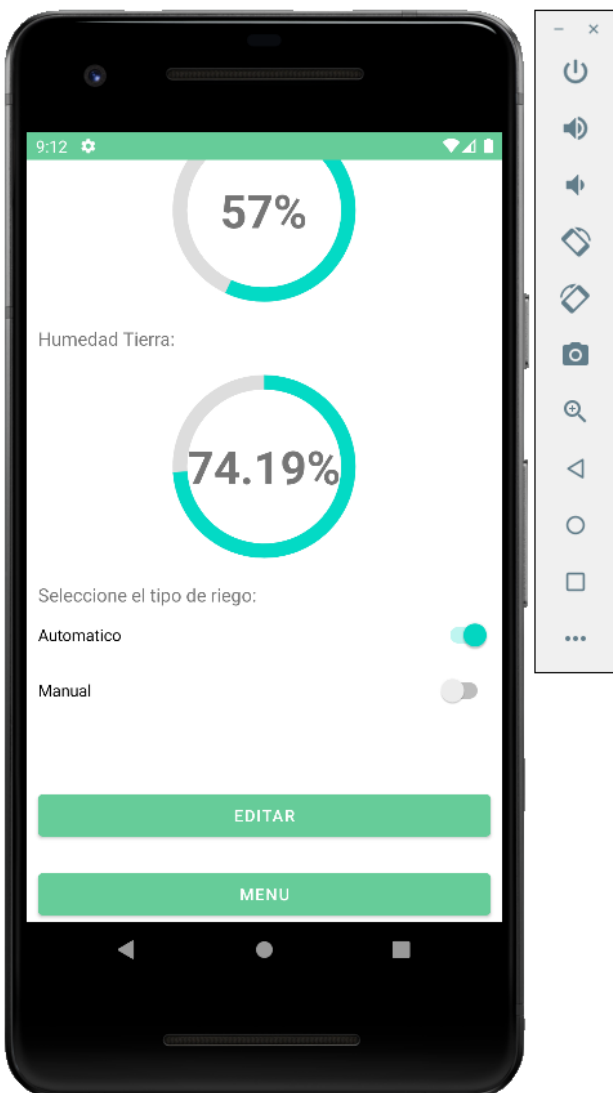 9:12
57%
Humedad Tierra:
74.19%
Seleccione el tipo de riego:
Automatico
Manual
EDITAR
MENU